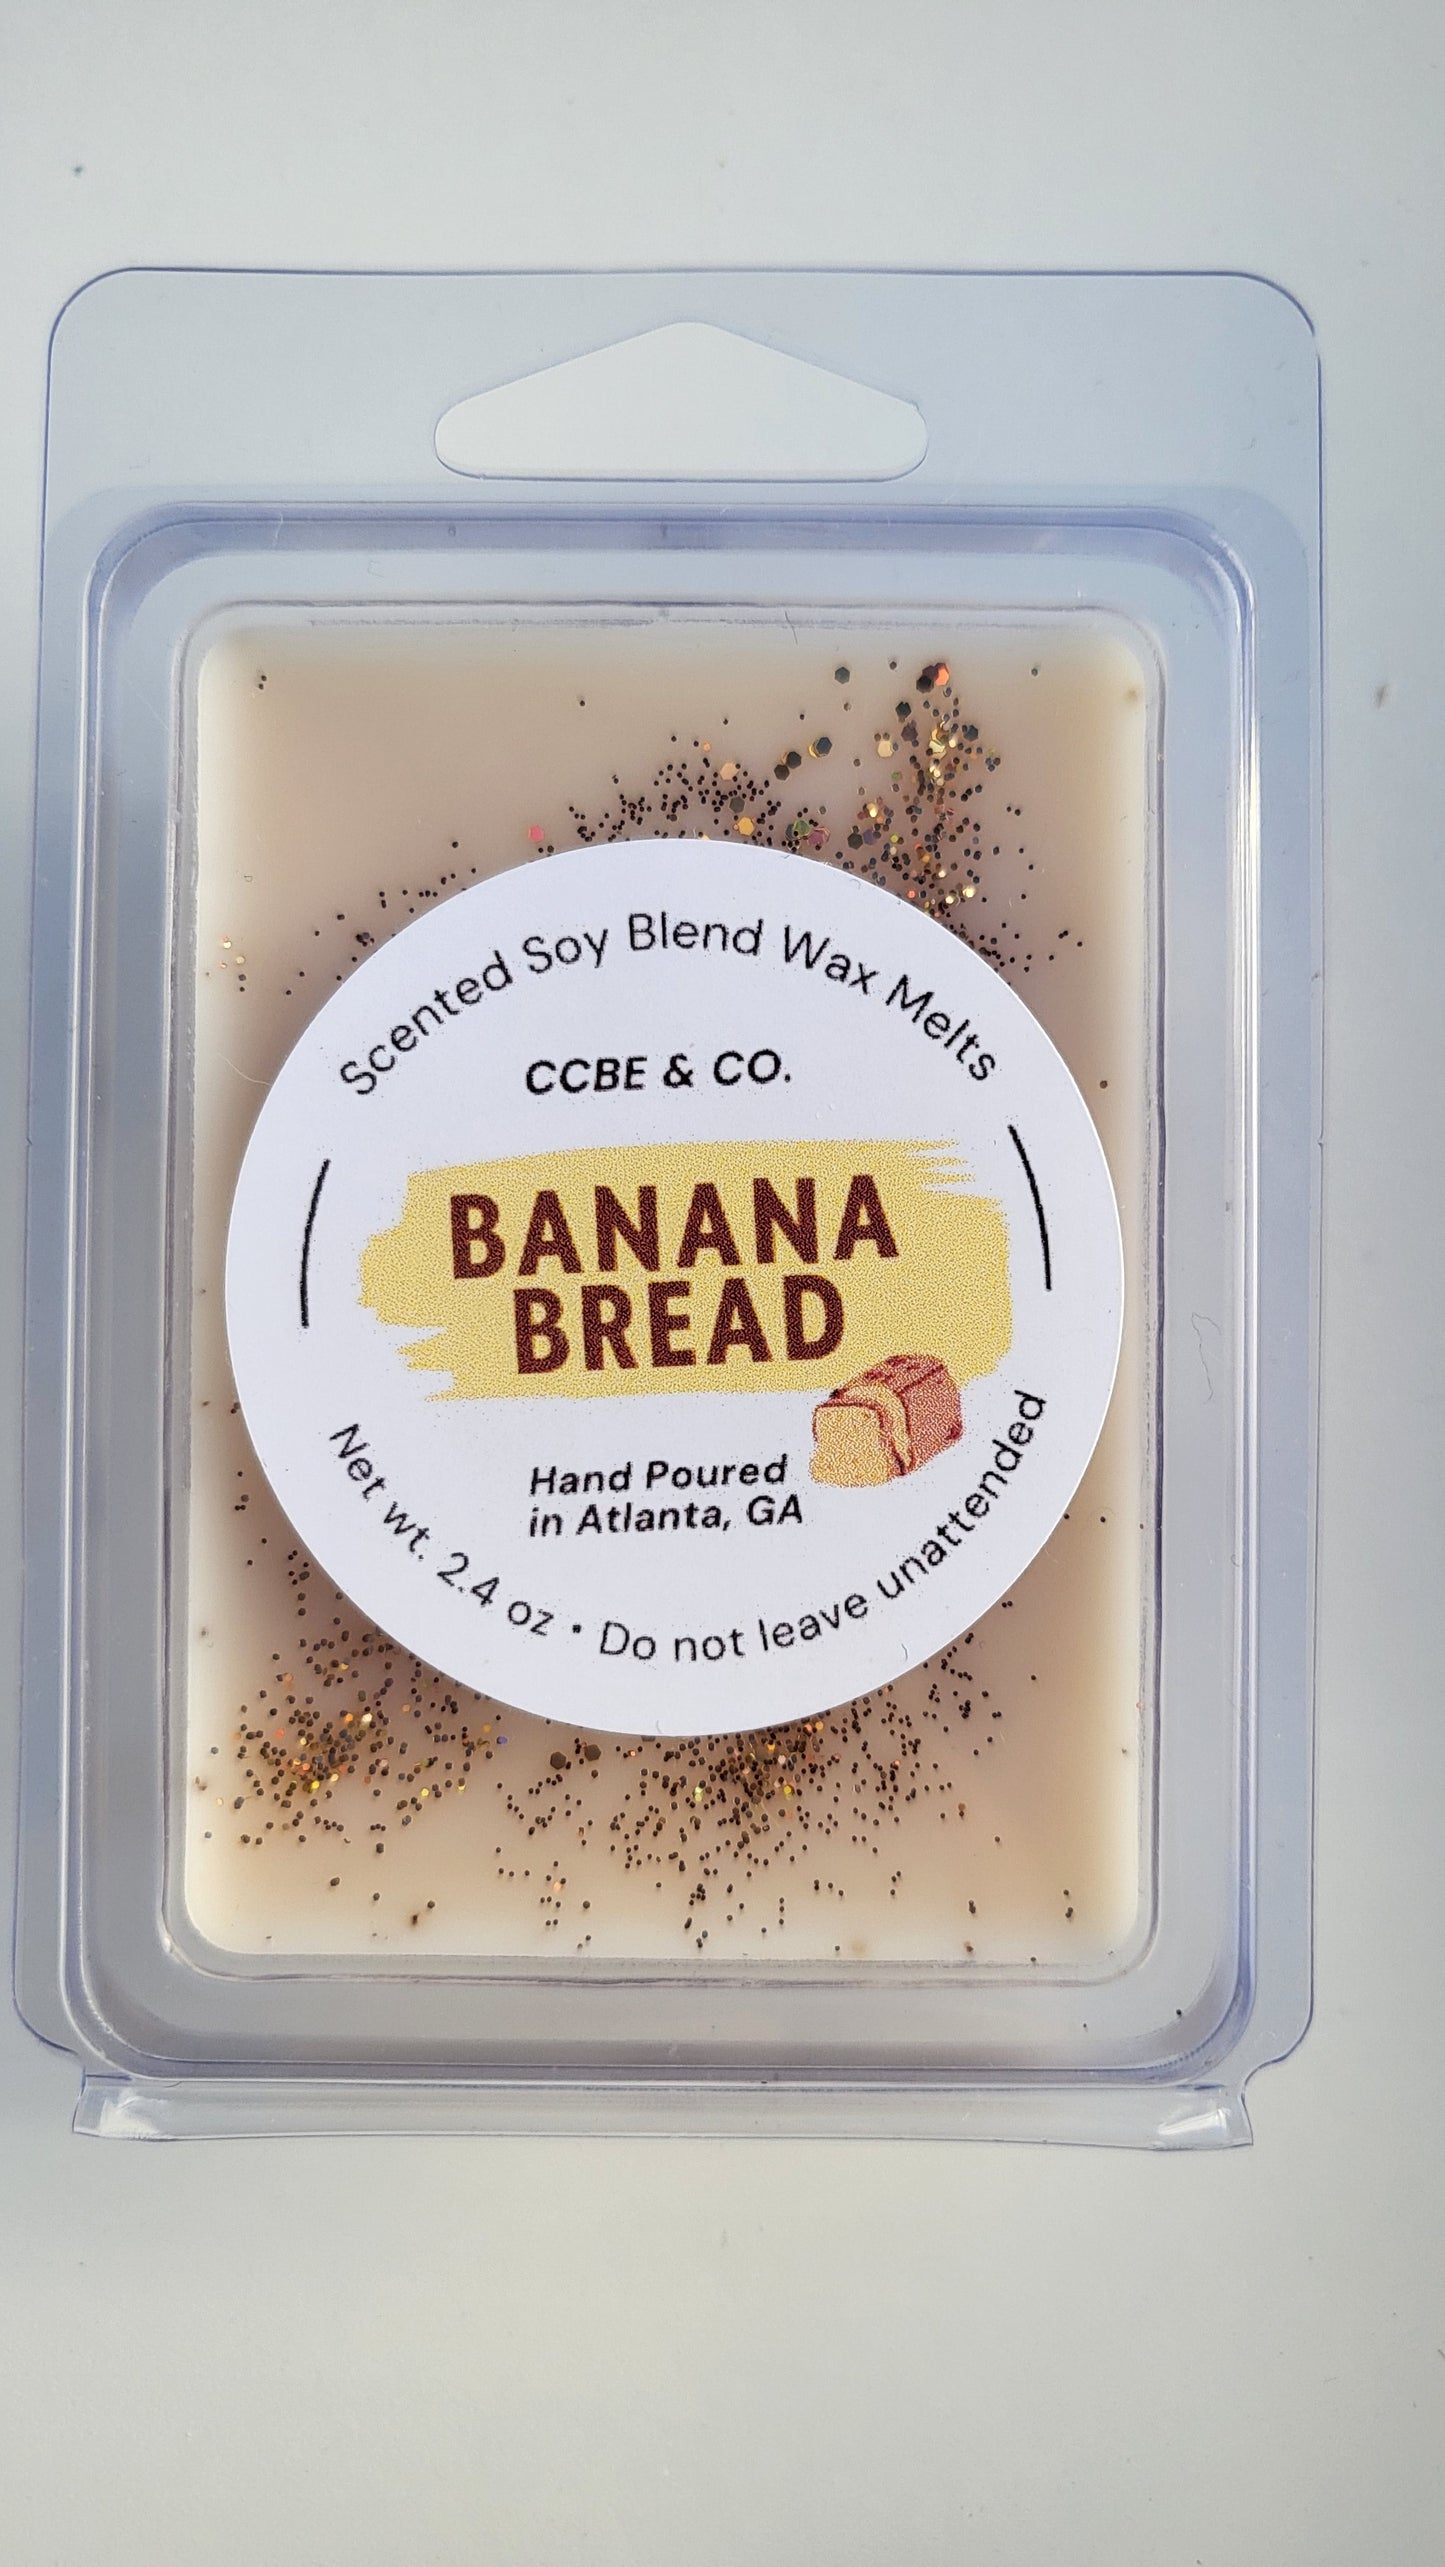 Scented Soy Blend Wax Melts
CCBE & CO.
BANANA
BREAD
Hand Poured
in Atlanta, GA
Net wt. 2.4 oz • Do not leave unattended